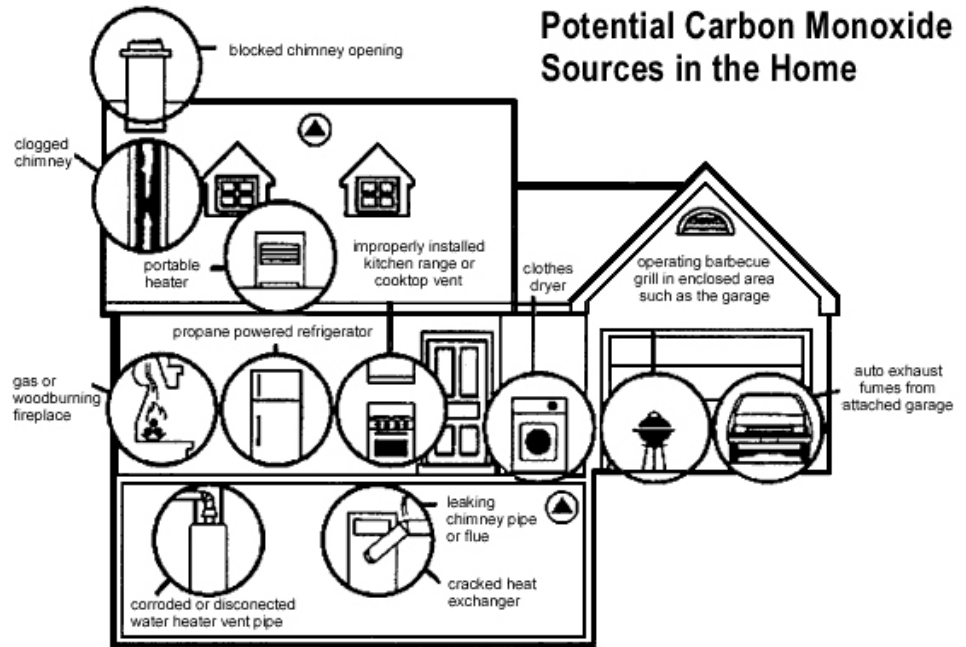 Potential Carbon Monoxide
Sources in the Home
blocked chimney opening
clogged
chimney
portable
heater
improperly installed
kitchen range or
cooktop vent
clothes
dryer
operating barbecue
grill in enclosed area
such as the garage
propane powered refrigerator
gas or
woodburning
fireplace
auto exhaust
fumes from
attached garage
leaking
chimney pipe
or flue
cracked heat
exchanger
corroded or disconected
water heater vent pipe